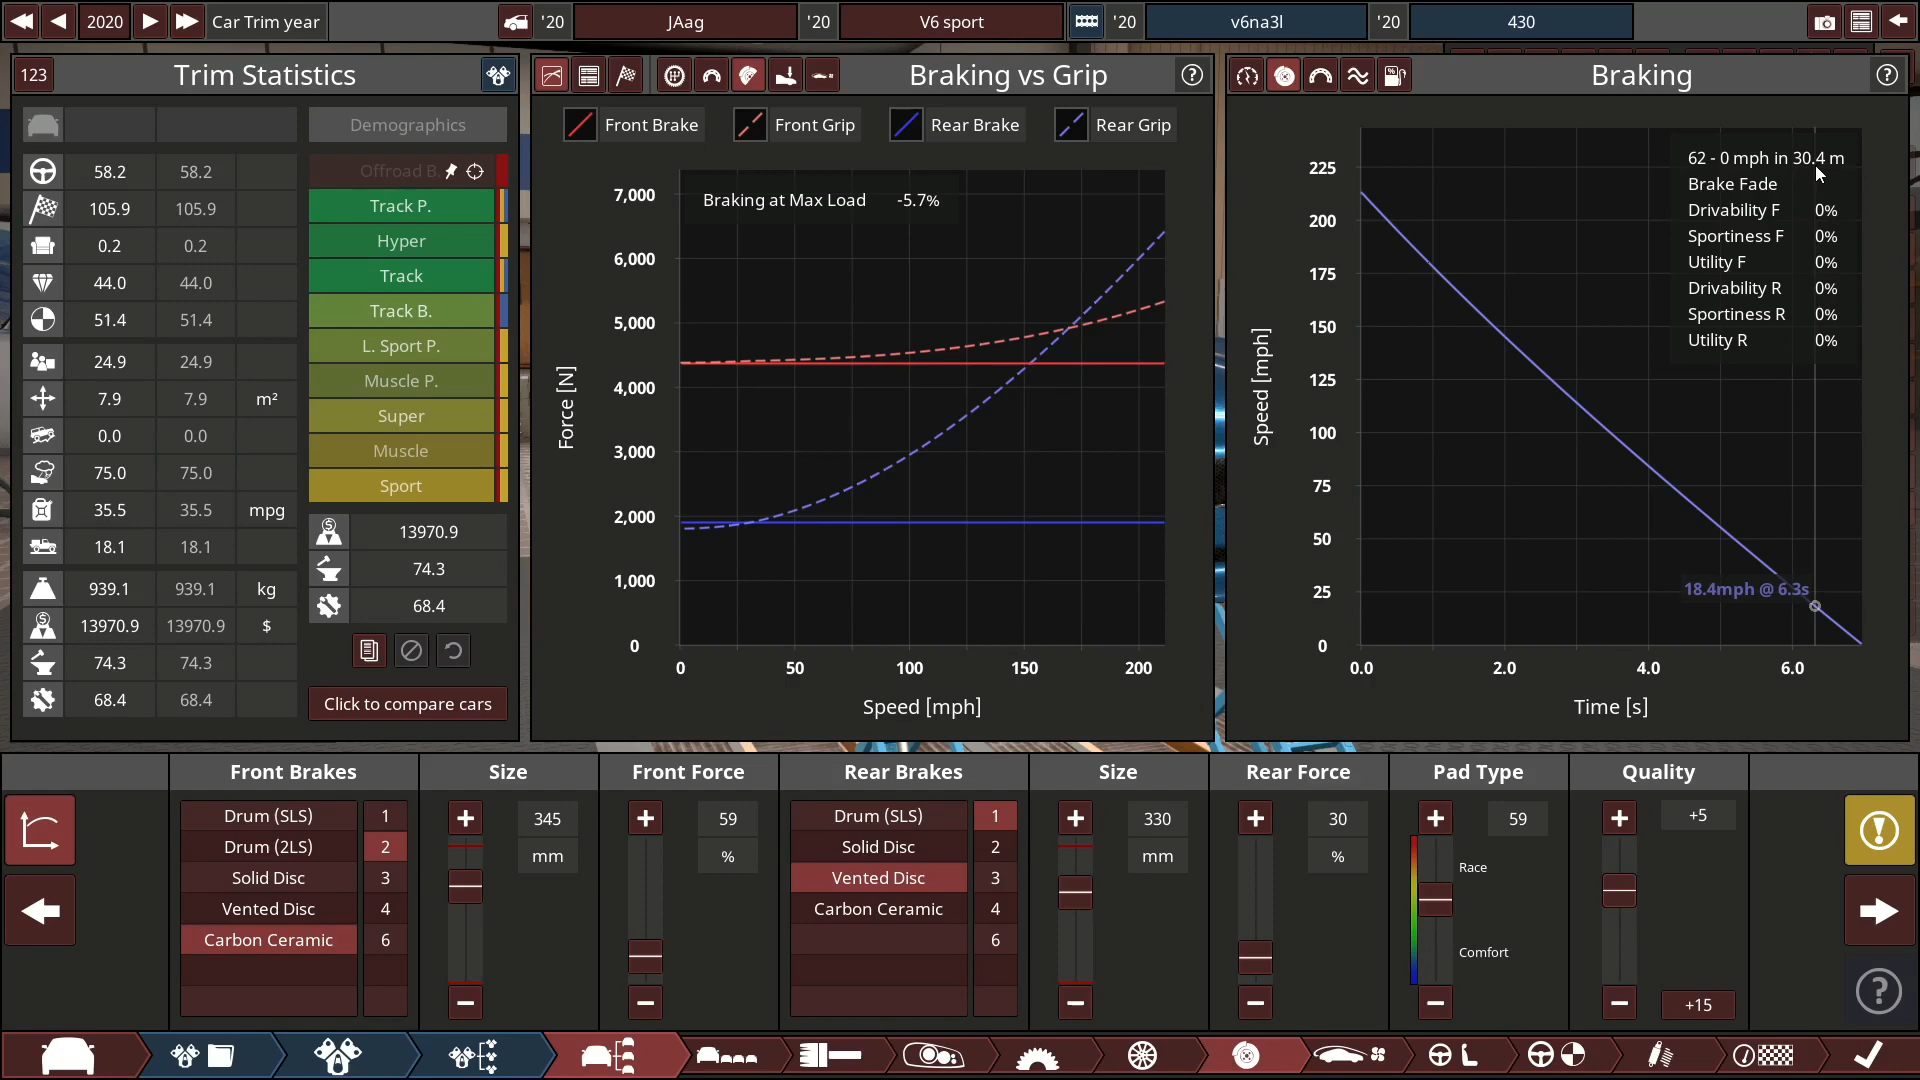 2020
Car Trim year
'20
JAag
'20
V6 sport
'20
v6na3l
'20
430
123
Trim Statistics
Demographics
58.2 58.2
105.9 105.9
0.2 0.2
44.0 44.0
51.4 51.4
24.9 24.9
7.9 7.9 m²
0.0 0.0
75.0 75.0
35.5 35.5 mpg
18.1 18.1
939.1 939.1 kg
13970.9 13970.9 $
74.3 74.3
68.4 68.4
Offroad B.
Track P.
Hyper
Track
Track B.
L. Sport P.
Muscle P.
Super
Muscle
Sport
13970.9
74.3
68.4
Click to compare cars
Braking vs Grip
Front Brake
Front Grip
Rear Brake
Rear Grip
Braking at Max Load -5.7%
7,000
6,000
5,000
4,000
3,000
2,000
1,000
0
Force [N]
0 50 100 150 200
Speed [mph]
Braking
62 - 0 mph in 30.4 m
Brake Fade
Drivability F 0%
Sportiness F 0%
Utility F 0%
Drivability R 0%
Sportiness R 0%
Utility R 0%
225
200
175
150
125
100
75
50
25
0
Speed [mph]
18.4mph @ 6.3s
0.0 2.0 4.0 6.0
Time [s]
Front Brakes
Drum (SLS) 1
Drum (2LS) 2
Solid Disc 3
Vented Disc 4
Carbon Ceramic 6
Size
345
mm
Front Force
59
%
Rear Brakes
Drum (SLS) 1
Solid Disc 2
Vented Disc 3
Carbon Ceramic 4
6
Size
330
mm
Rear Force
30
%
Pad Type
59
Race
Comfort
Quality
+5
+15